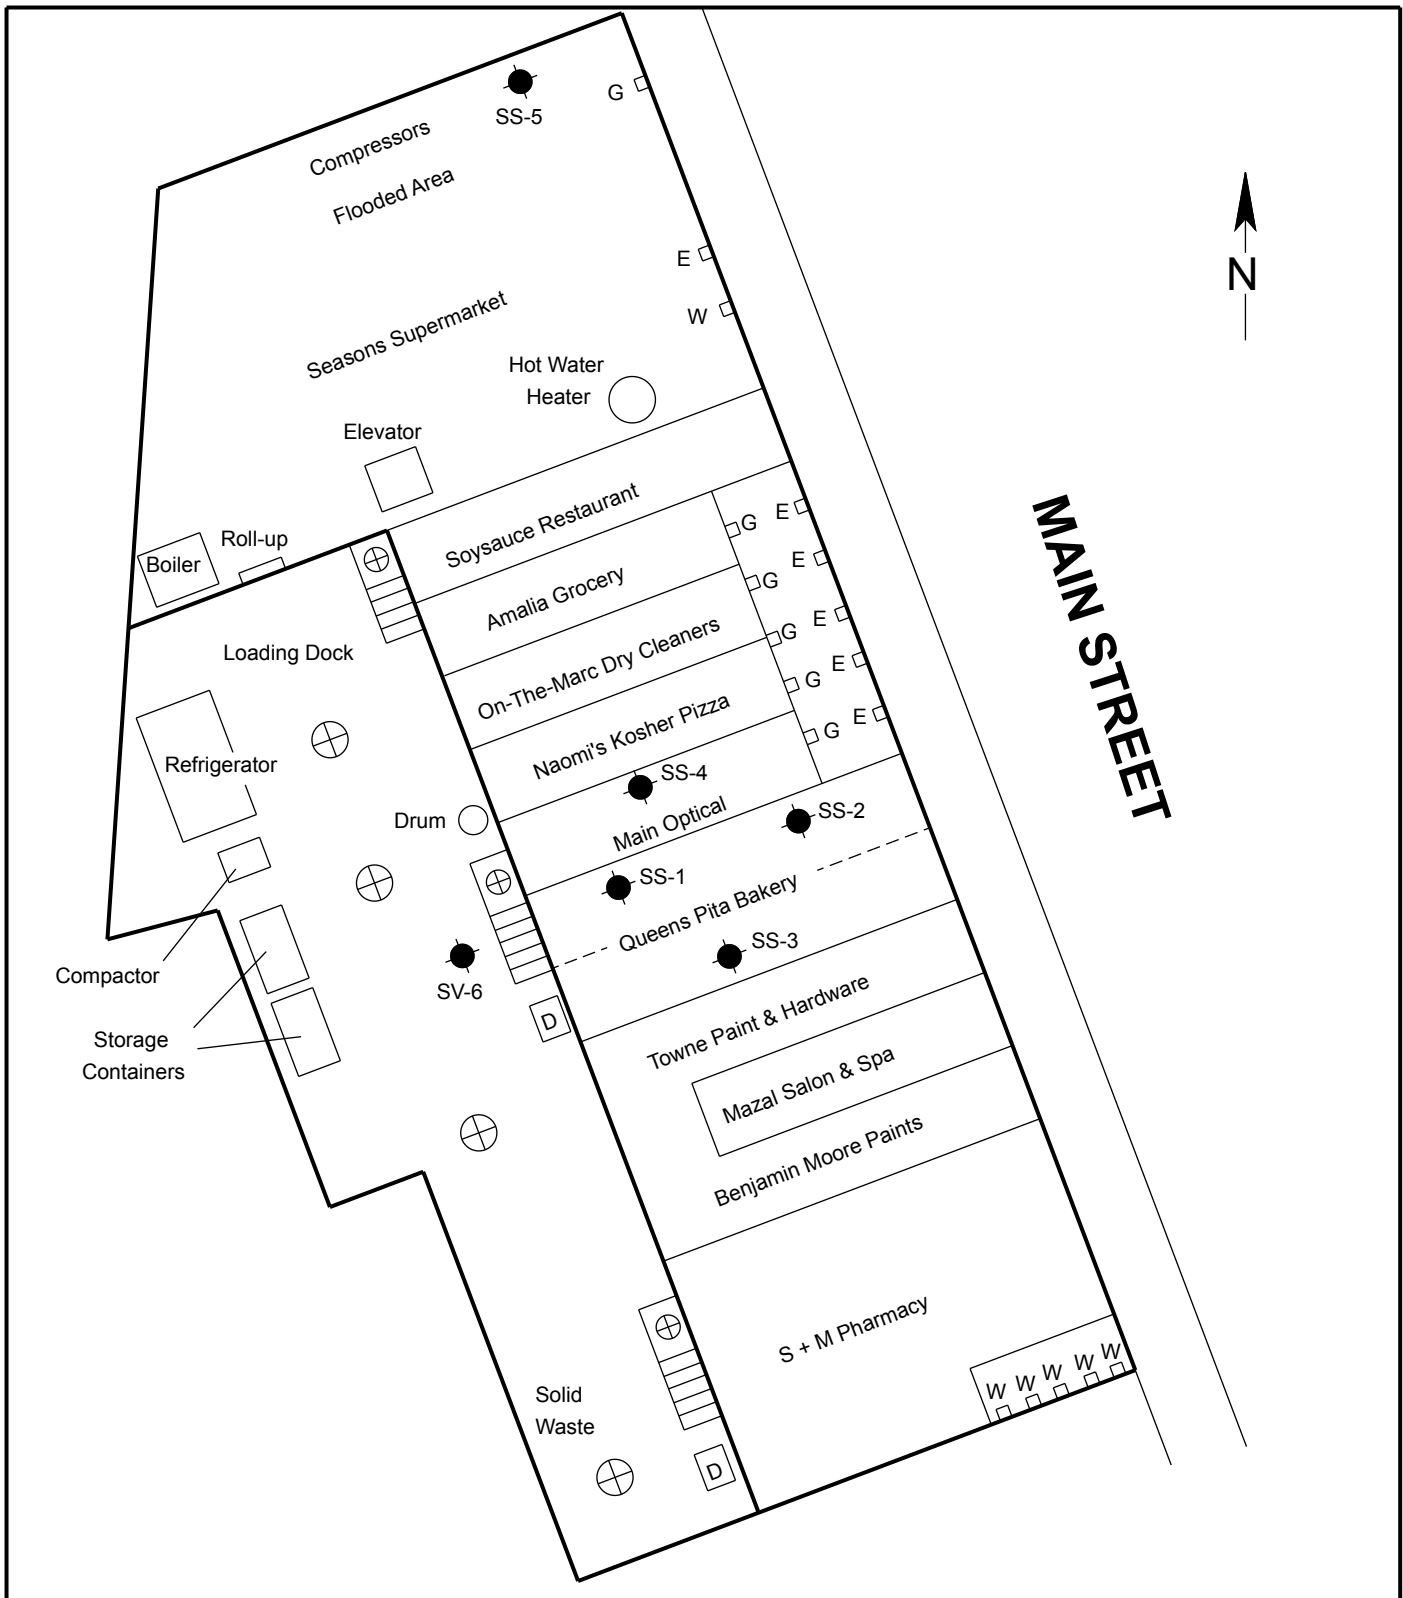 SS-5
G
Compressors
Flooded Area
E
W
N
Seasons Supermarket
Hot Water
Heater
Elevator
MAIN STREET
Soysauce Restaurant
G
E
Roll-up
Boiler
Amalia Grocery
G
E
Loading Dock
On-The-Marc Dry Cleaners
G
E
Refrigerator
Naomi's Kosher Pizza
G
E
SS-4
G
E
Drum
Main Optical
SS-2
SS-1
Queens Pita Bakery
SS-3
Compactor
SV-6
D
Storage
Containers
Towne Paint & Hardware
Mazal Salon & Spa
Benjamin Moore Paints
S + M Pharmacy
W W W W W
Solid
Waste
D